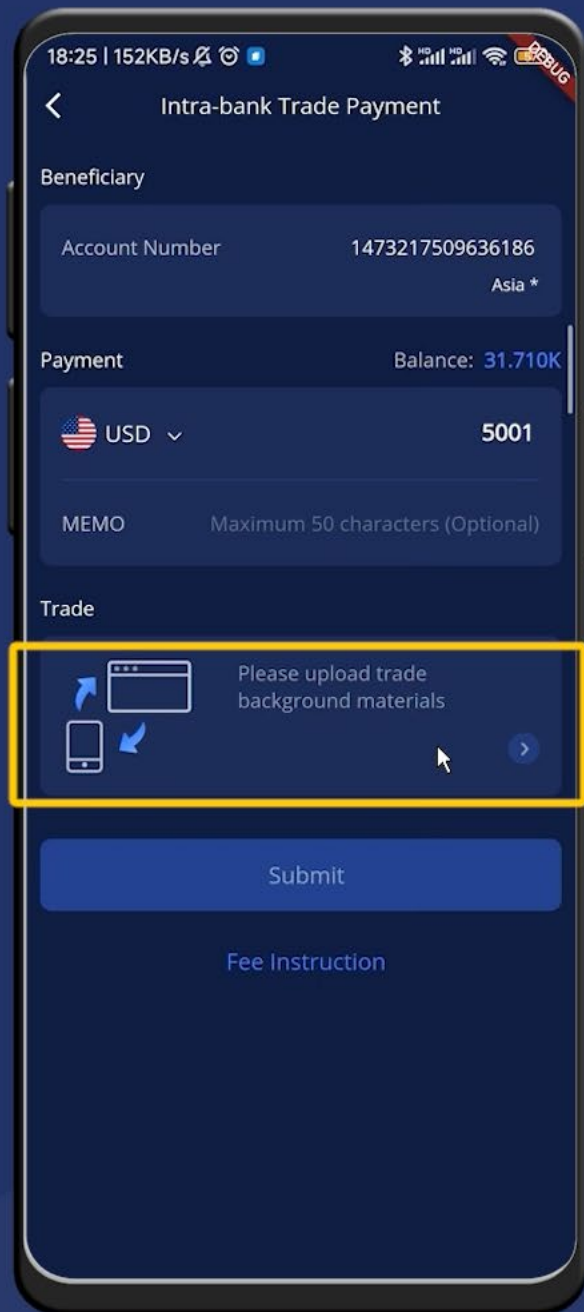 18:25 | 152KB/s
DEBUG
Intra-bank Trade Payment
Beneficiary
Account Number 1473217509636186
Asia *
Payment Balance: 31.710K
USD 5001
MEMO Maximum 50 characters (Optional)
Trade
Please upload trade
background materials
Submit
Fee Instruction